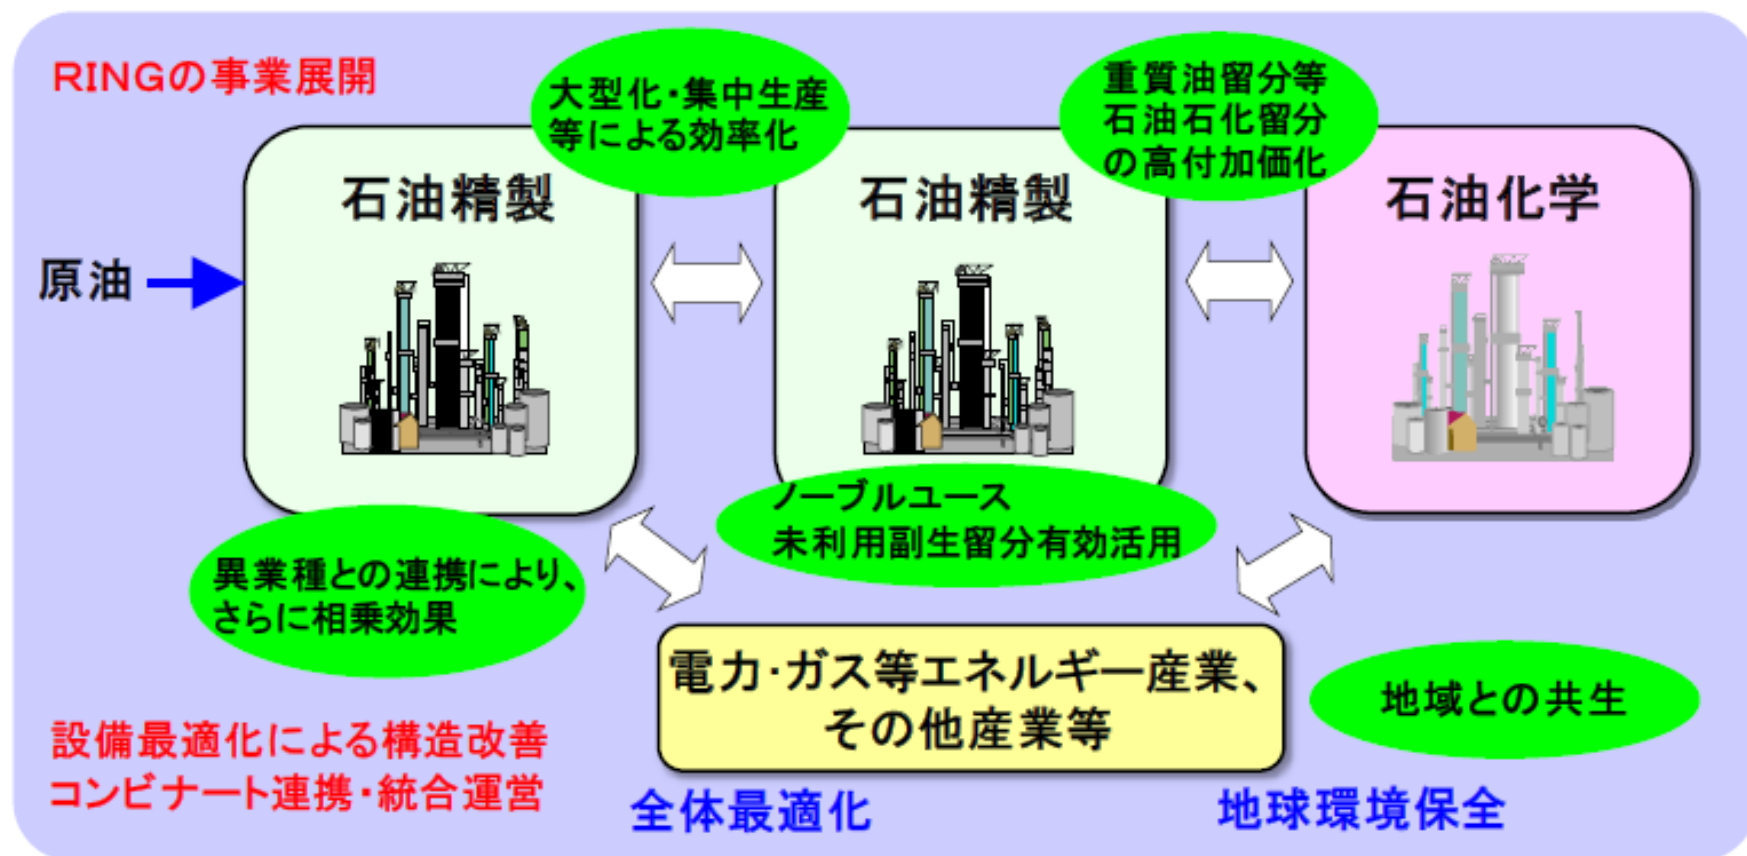 RINGの事業展開
大型化・集中生産
等による効率化
重質油留分等
石油石化留分
の高付加価化
石油精製
石油精製
石油化学
原油
ノーブルユース
未利用副生留分有効活用
異業種との連携により、
さらに相乗効果
電力・ガス等エネルギー産業、
その他産業等
地域との共生
設備最適化による構造改善
コンビナート連携・統合運営
全体最適化
地球環境保全